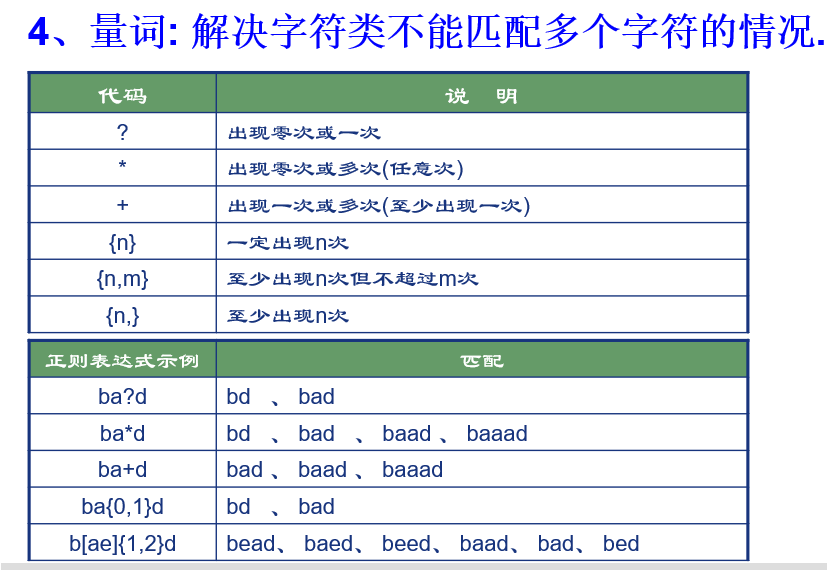 4、量词: 解决字符类不能匹配多个字符的情况.
代码 说 明
? 出现零次或一次
* 出现零次或多次(任意次)
+ 出现一次或多次(至少出现一次)
{n} 一定出现n次
{n,m} 至少出现n次但不超过m次
{n,} 至少出现n次
正则表达式示例 匹配
ba?d bd 、 bad
ba*d bd 、 bad 、 baad 、 baaad
ba+d bad 、 baad 、 baaad
ba{0,1}d bd 、 bad
b[ae]{1,2}d bead、 baed、 beed、 baad、 bad、 bed